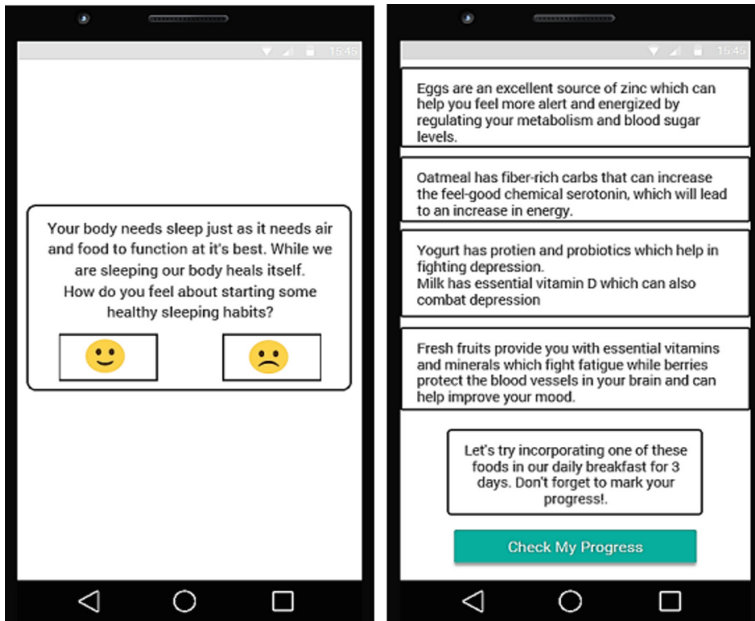 15:45
Your body needs sleep just as it needs air
and food to function at it's best. While we
are sleeping our body heals itself.
How do you feel about starting some
healthy sleeping habits?
15:45
Eggs are an excellent source of zinc which can
help you feel more alert and energized by
regulating your metabolism and blood sugar
levels.
Oatmeal has fiber-rich carbs that can increase
the feel-good chemical serotonin, which will lead
to an increase in energy.
Yogurt has protien and probiotics which help in
fighting depression.
Milk has essential vitamin D which can also
combat depression
Fresh fruits provide you with essential vitamins
and minerals which fight fatigue while berries
protect the blood vessels in your brain and can
help improve your mood.
Let's try incorporating one of these
foods in our daily breakfast for 3
days. Don't forget to mark your
progress!.
Check My Progress